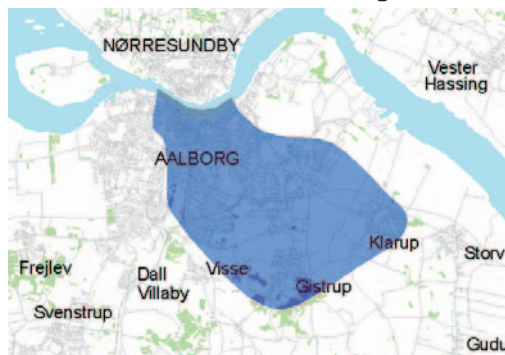 NØRRESUNDBY
Vester
Hassing
AALBORG
Klarup
Storv
Frejlev
Dall
Villaby
Visse
Gistrup
Svenstrup
Gudu